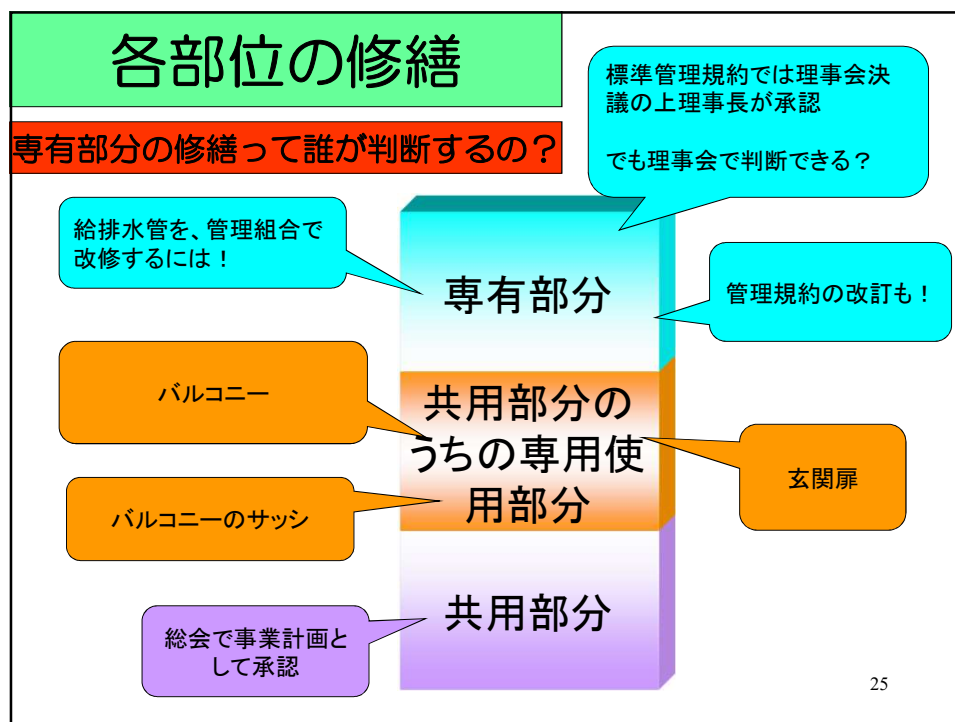 各部位の修繕
専有部分の修繕って誰が判断するの?
標準管理規約では理事会決
議の上理事長が承認
でも理事会で判断できる?
給排水管を、管理組合で
改修するには!
専有部分
管理規約の改訂も!
バルコニー
共用部分の
うちの専用使
用部分
玄関扉
バルコニーのサッシ
共用部分
総会で事業計画と
して承認
25